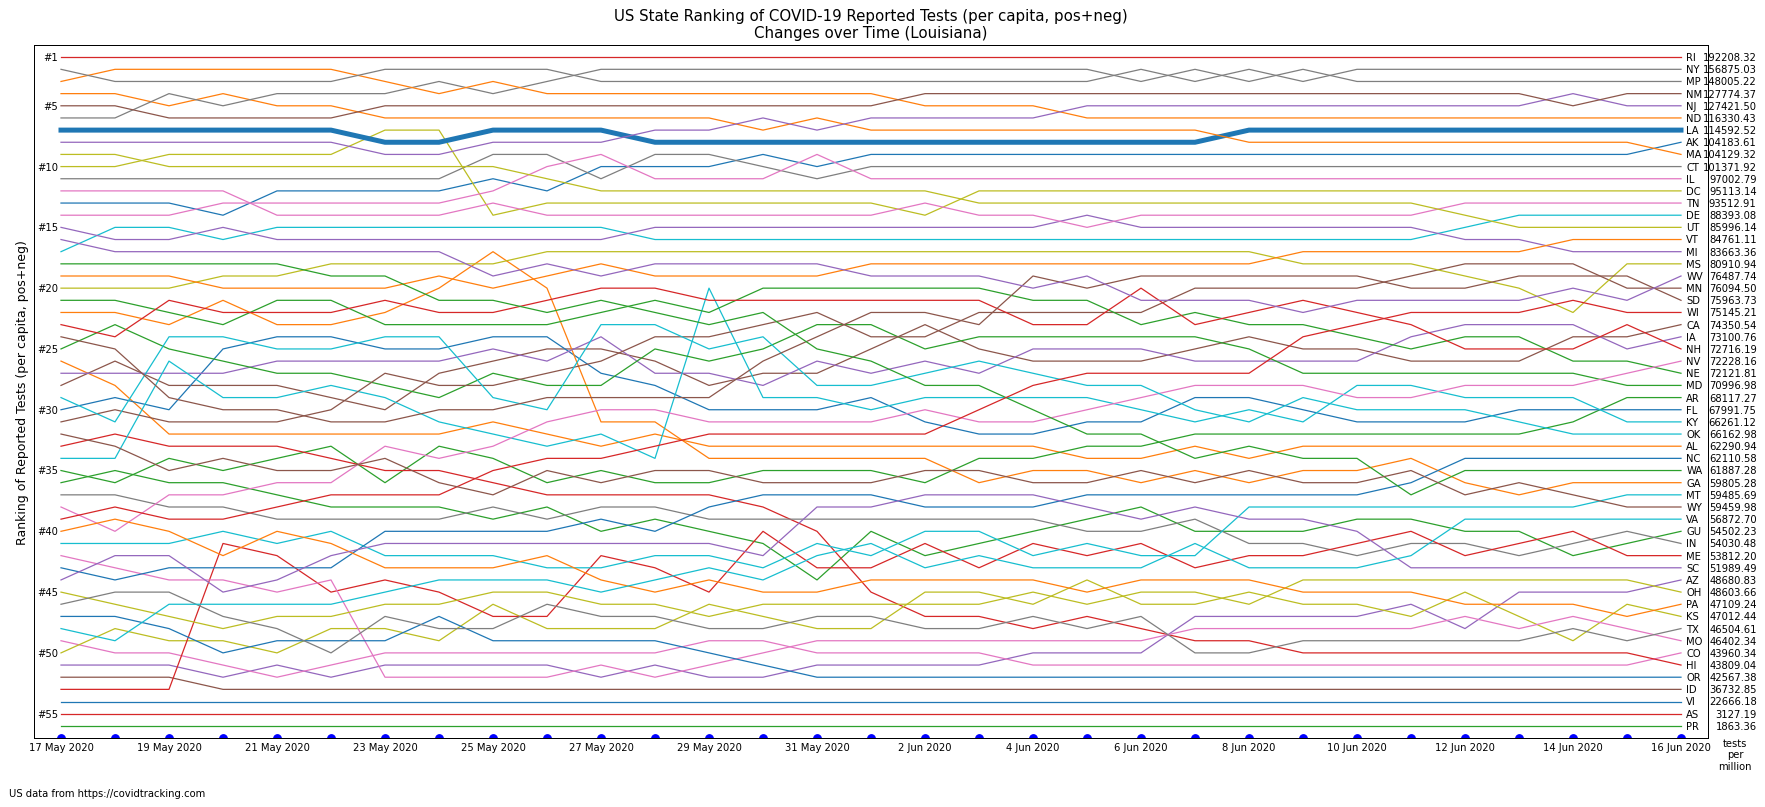 US State Ranking of COVID-19 Reported Tests (per capita, pos+neg)
Changes over Time (Louisiana)
Ranking of Reported Tests (per capita, pos+neg)
#1
#5
#10
#15
#20
#25
#30
#35
#40
#45
#50
#55
RI 192208.32
NY 156875.03
MP 148005.22
NM 127774.37
NJ 127421.50
ND 116330.43
LA 114592.52
AK 104183.61
MA 104129.32
CT 101371.92
IL 97002.79
DC 95113.14
TN 93512.91
DE 88393.08
UT 85996.14
VT 84761.11
MI 83663.36
MS 80910.94
WV 76487.74
MN 76094.50
SD 75963.73
WI 75145.21
CA 74350.54
IA 73100.76
NH 72716.19
NV 72228.16
NE 72121.81
MD 70996.98
AR 68117.27
FL 67991.75
KY 66261.12
OK 66162.98
AL 62290.94
NC 62110.58
WA 61887.28
GA 59805.28
MT 59485.69
WY 59459.98
VA 56872.70
GU 54502.23
IN 54030.48
ME 53812.20
SC 51989.49
AZ 48680.83
OH 48603.66
PA 47109.24
KS 47012.44
TX 46504.61
MO 46402.34
CO 43960.34
HI 43809.04
OR 42567.38
ID 36732.85
VI 22666.18
AS 3127.19
PR 1863.36
17 May 2020 19 May 2020 21 May 2020 23 May 2020 25 May 2020 27 May 2020 29 May 2020 31 May 2020 2 Jun 2020 4 Jun 2020 6 Jun 2020 8 Jun 2020 10 Jun 2020 12 Jun 2020 14 Jun 2020 16 Jun 2020
tests
per
million
US data from https://covidtracking.com